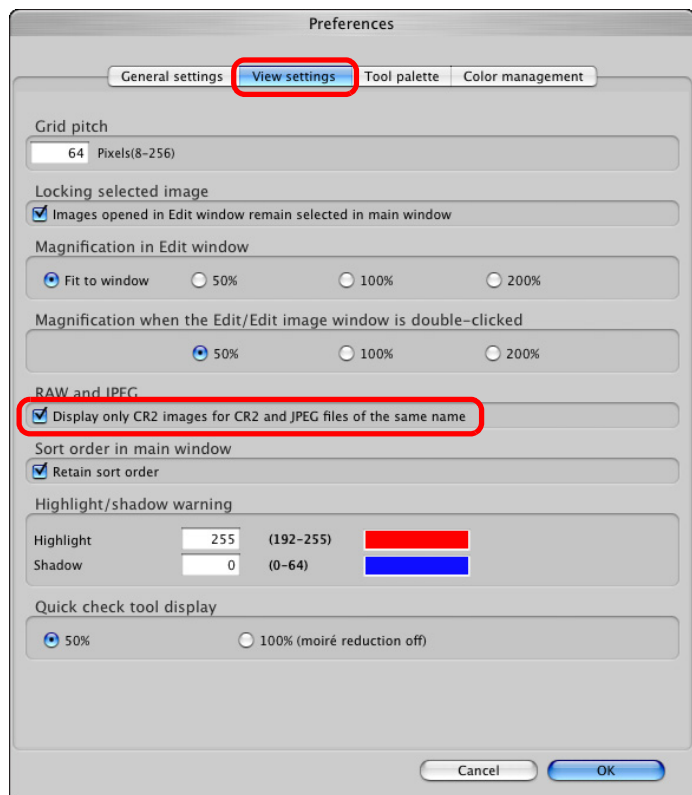 Preferences
General settings View settings Tool palette Color management
Grid pitch
64 Pixels(8-256)
Locking selected image
Images opened in Edit window remain selected in main window
Magnification in Edit window
Fit to window 50% 100% 200%
Magnification when the Edit/Edit image window is double-clicked
50% 100% 200%
RAW and JPEG
Display only CR2 images for CR2 and JPEG files of the same name
Sort order in main window
Retain sort order
Highlight/shadow warning
Highlight 255 (192-255)
Shadow 0 (0-64)
Quick check tool display
50% 100% (moiré reduction off)
Cancel OK